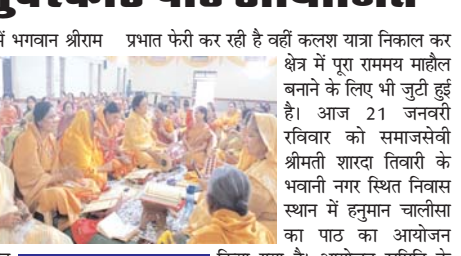 में भगवान श्रीराम
प्रभात फेरी कर रही है वहीं कलश यात्रा निकाल कर
क्षेत्र में पूरा राममय माहौल
बनाने के लिए भी जुटी हुई
है। आज 21 जनवरी
रविवार को समाजसेवी
श्रीमती शारदा तिवारी के
भवानी नगर स्थित निवास
स्थान में हनुमान चालीसा
का पाठ का आयोजन